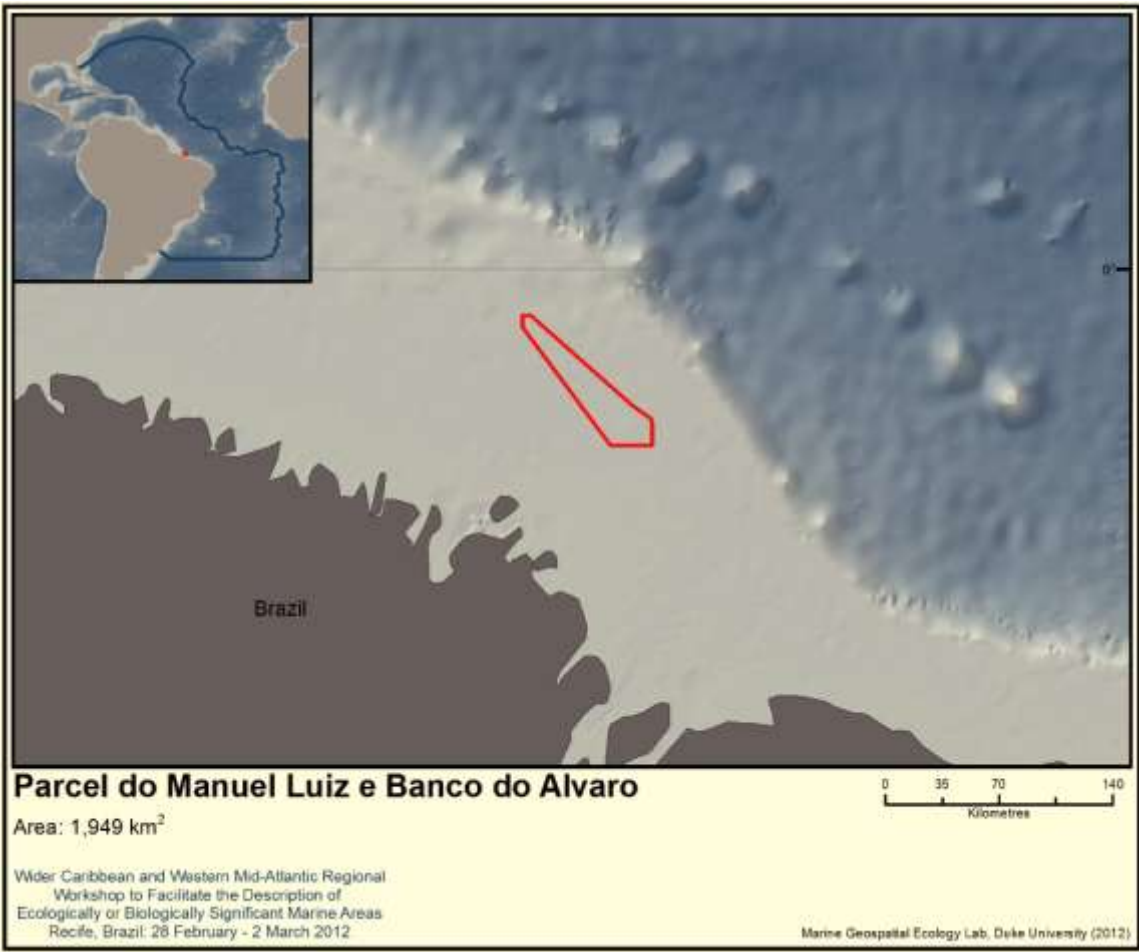 0°
Brazil
Parcel do Manuel Luiz e Banco do Alvaro
Area: 1,949 km²
0 35 70 140
Kilometres
Wider Caribbean and Western Mid-Atlantic Regional
Workshop to Facilitate the Description of
Ecologically or Biologically Significant Marine Areas
Recife, Brazil: 28 February - 2 March 2012
Marine Geospatial Ecology Lab, Duke University (2012)